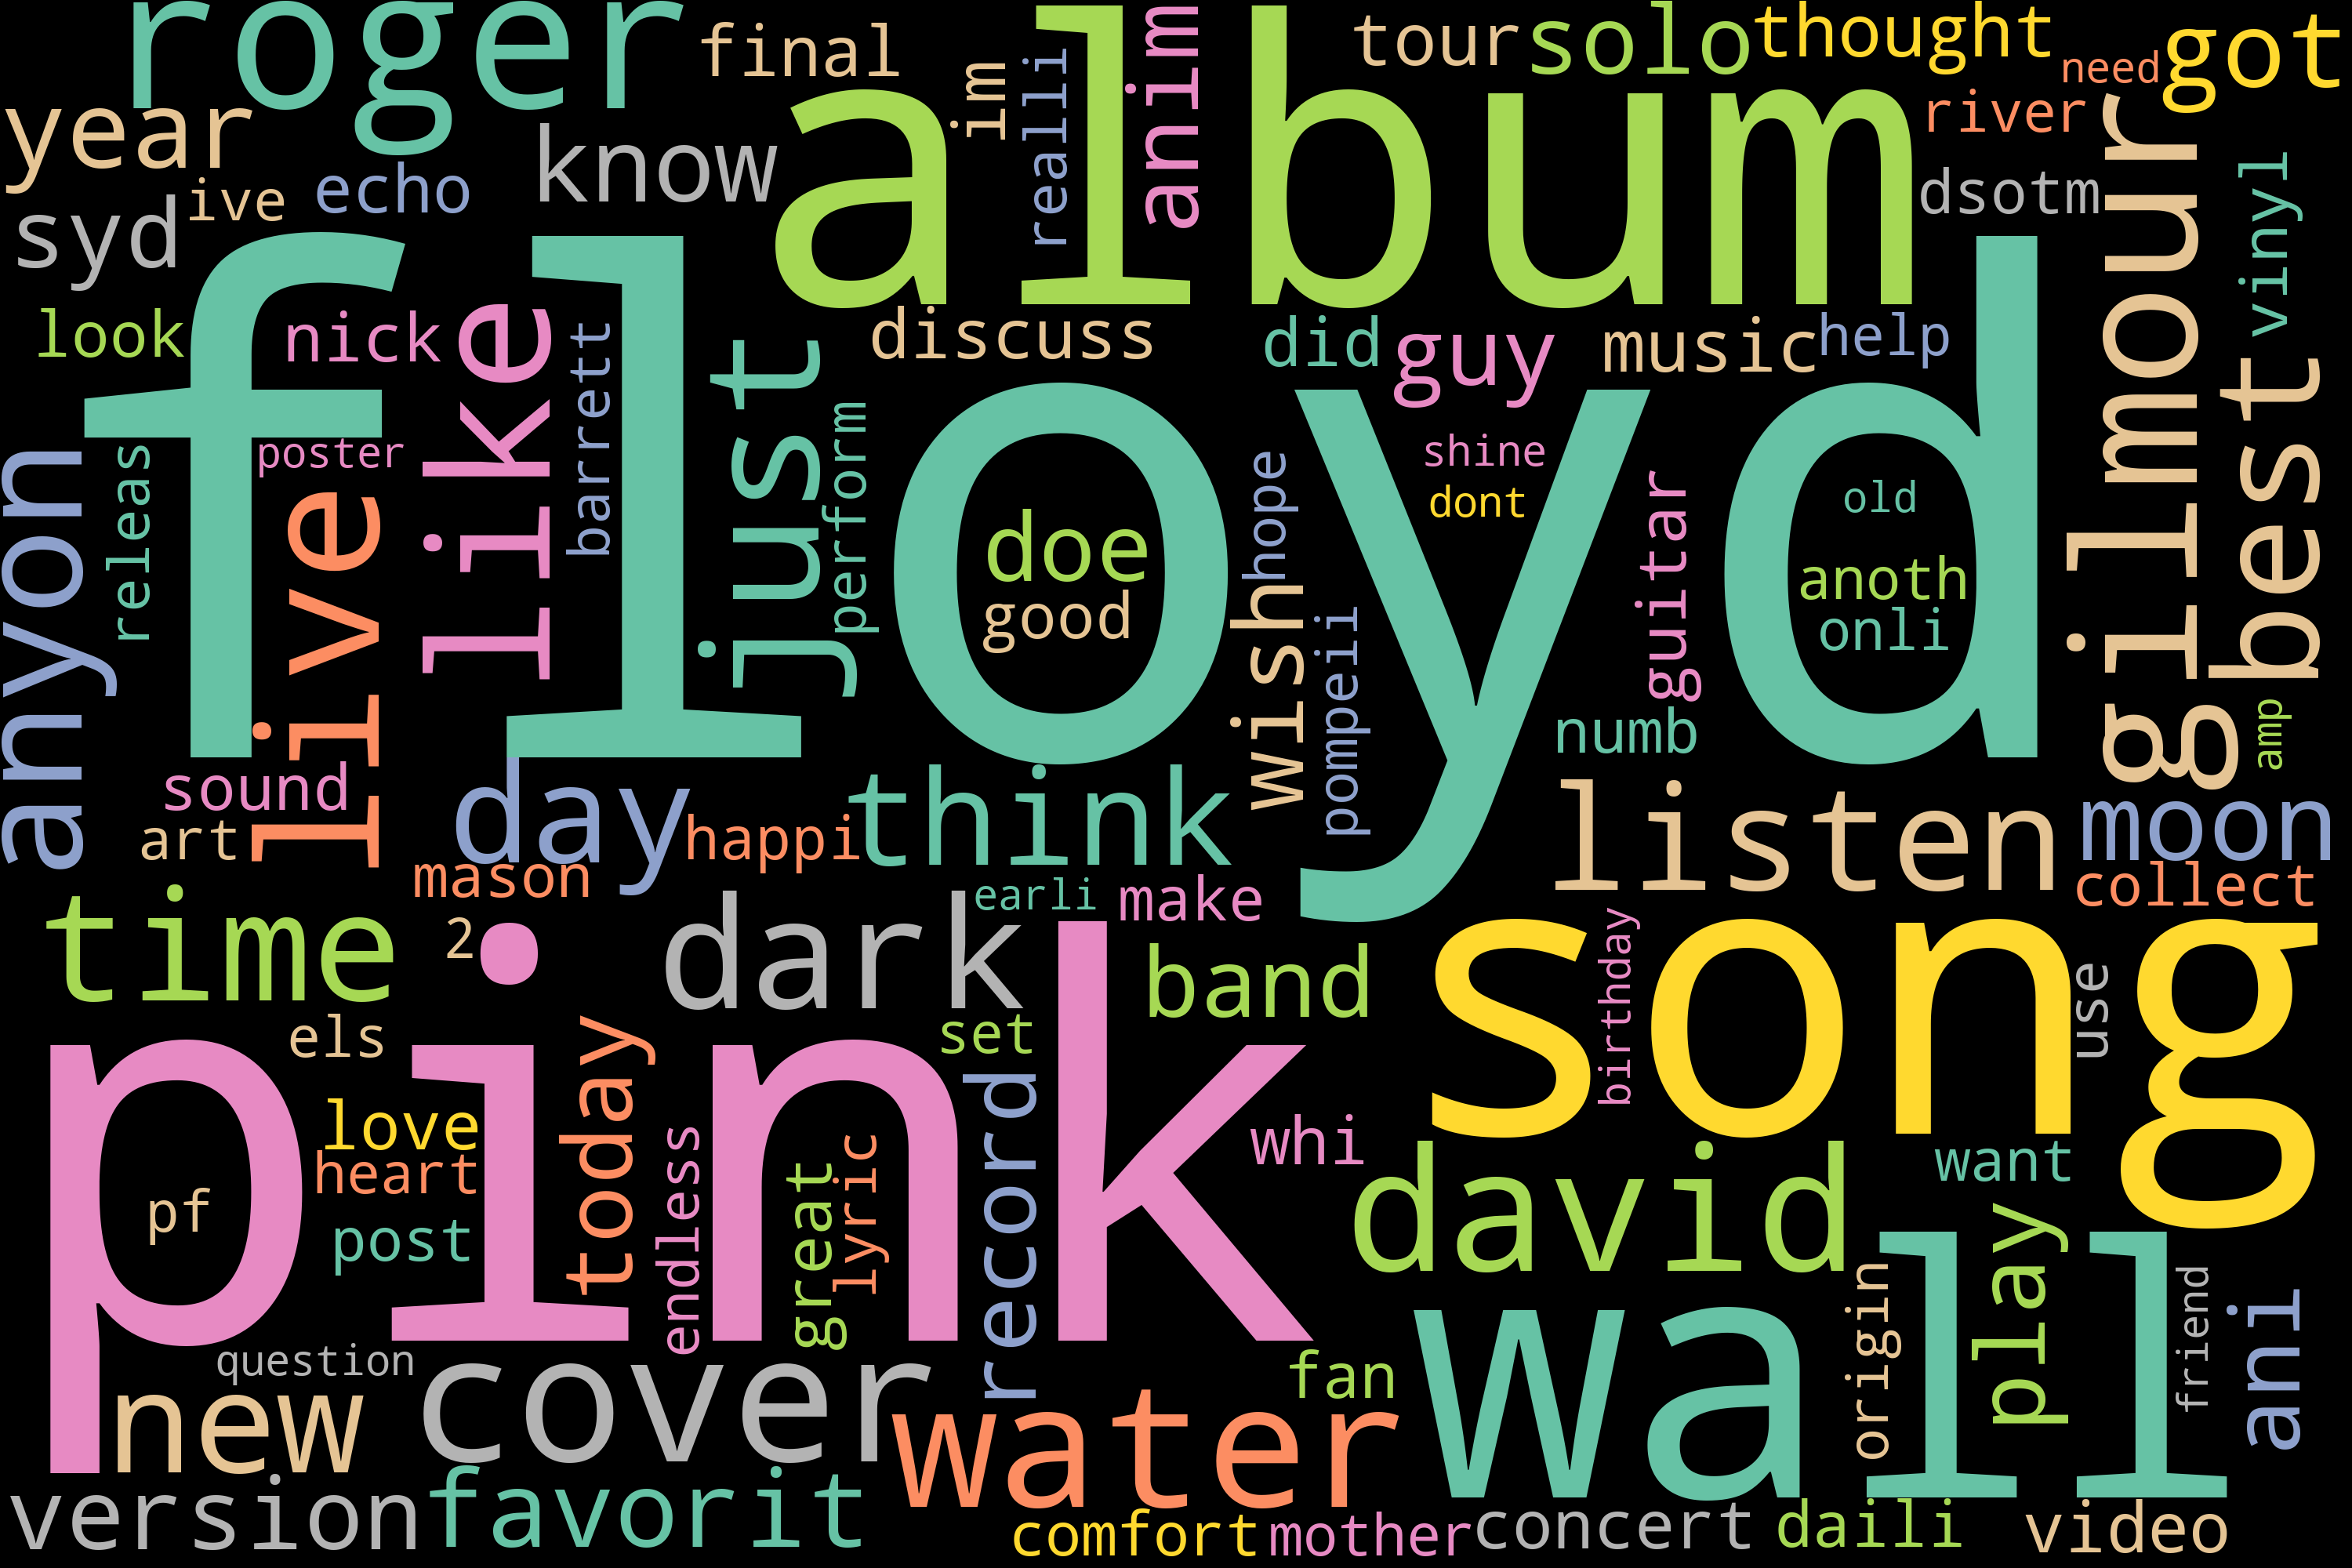 roger
final
album
im
realli
anim
tour
solo
thought
need
got
year
know
river
ive
echo
syd
dsotm
gilmour
vinyl
look
nick
like
barrett
just
discuss
did
guy
music
help
best
floyd
anyon
releas
poster
live
perform
doe
good
wish
hope
pompeii
shine
dont
guitar
old
anoth
onli
numb
amp
sound
art
day
happi
think
listen
moon
mason
earli
make
collect
time
2
dark
band
song
birthday
use
pink
els
today
set
record
love
heart
pf
post
endless
great
lyric
whi
david
want
wall
play
origin
friend
ani
question
new
cover
water
fan
version
favorit
comfort
mother
concert
daili
video